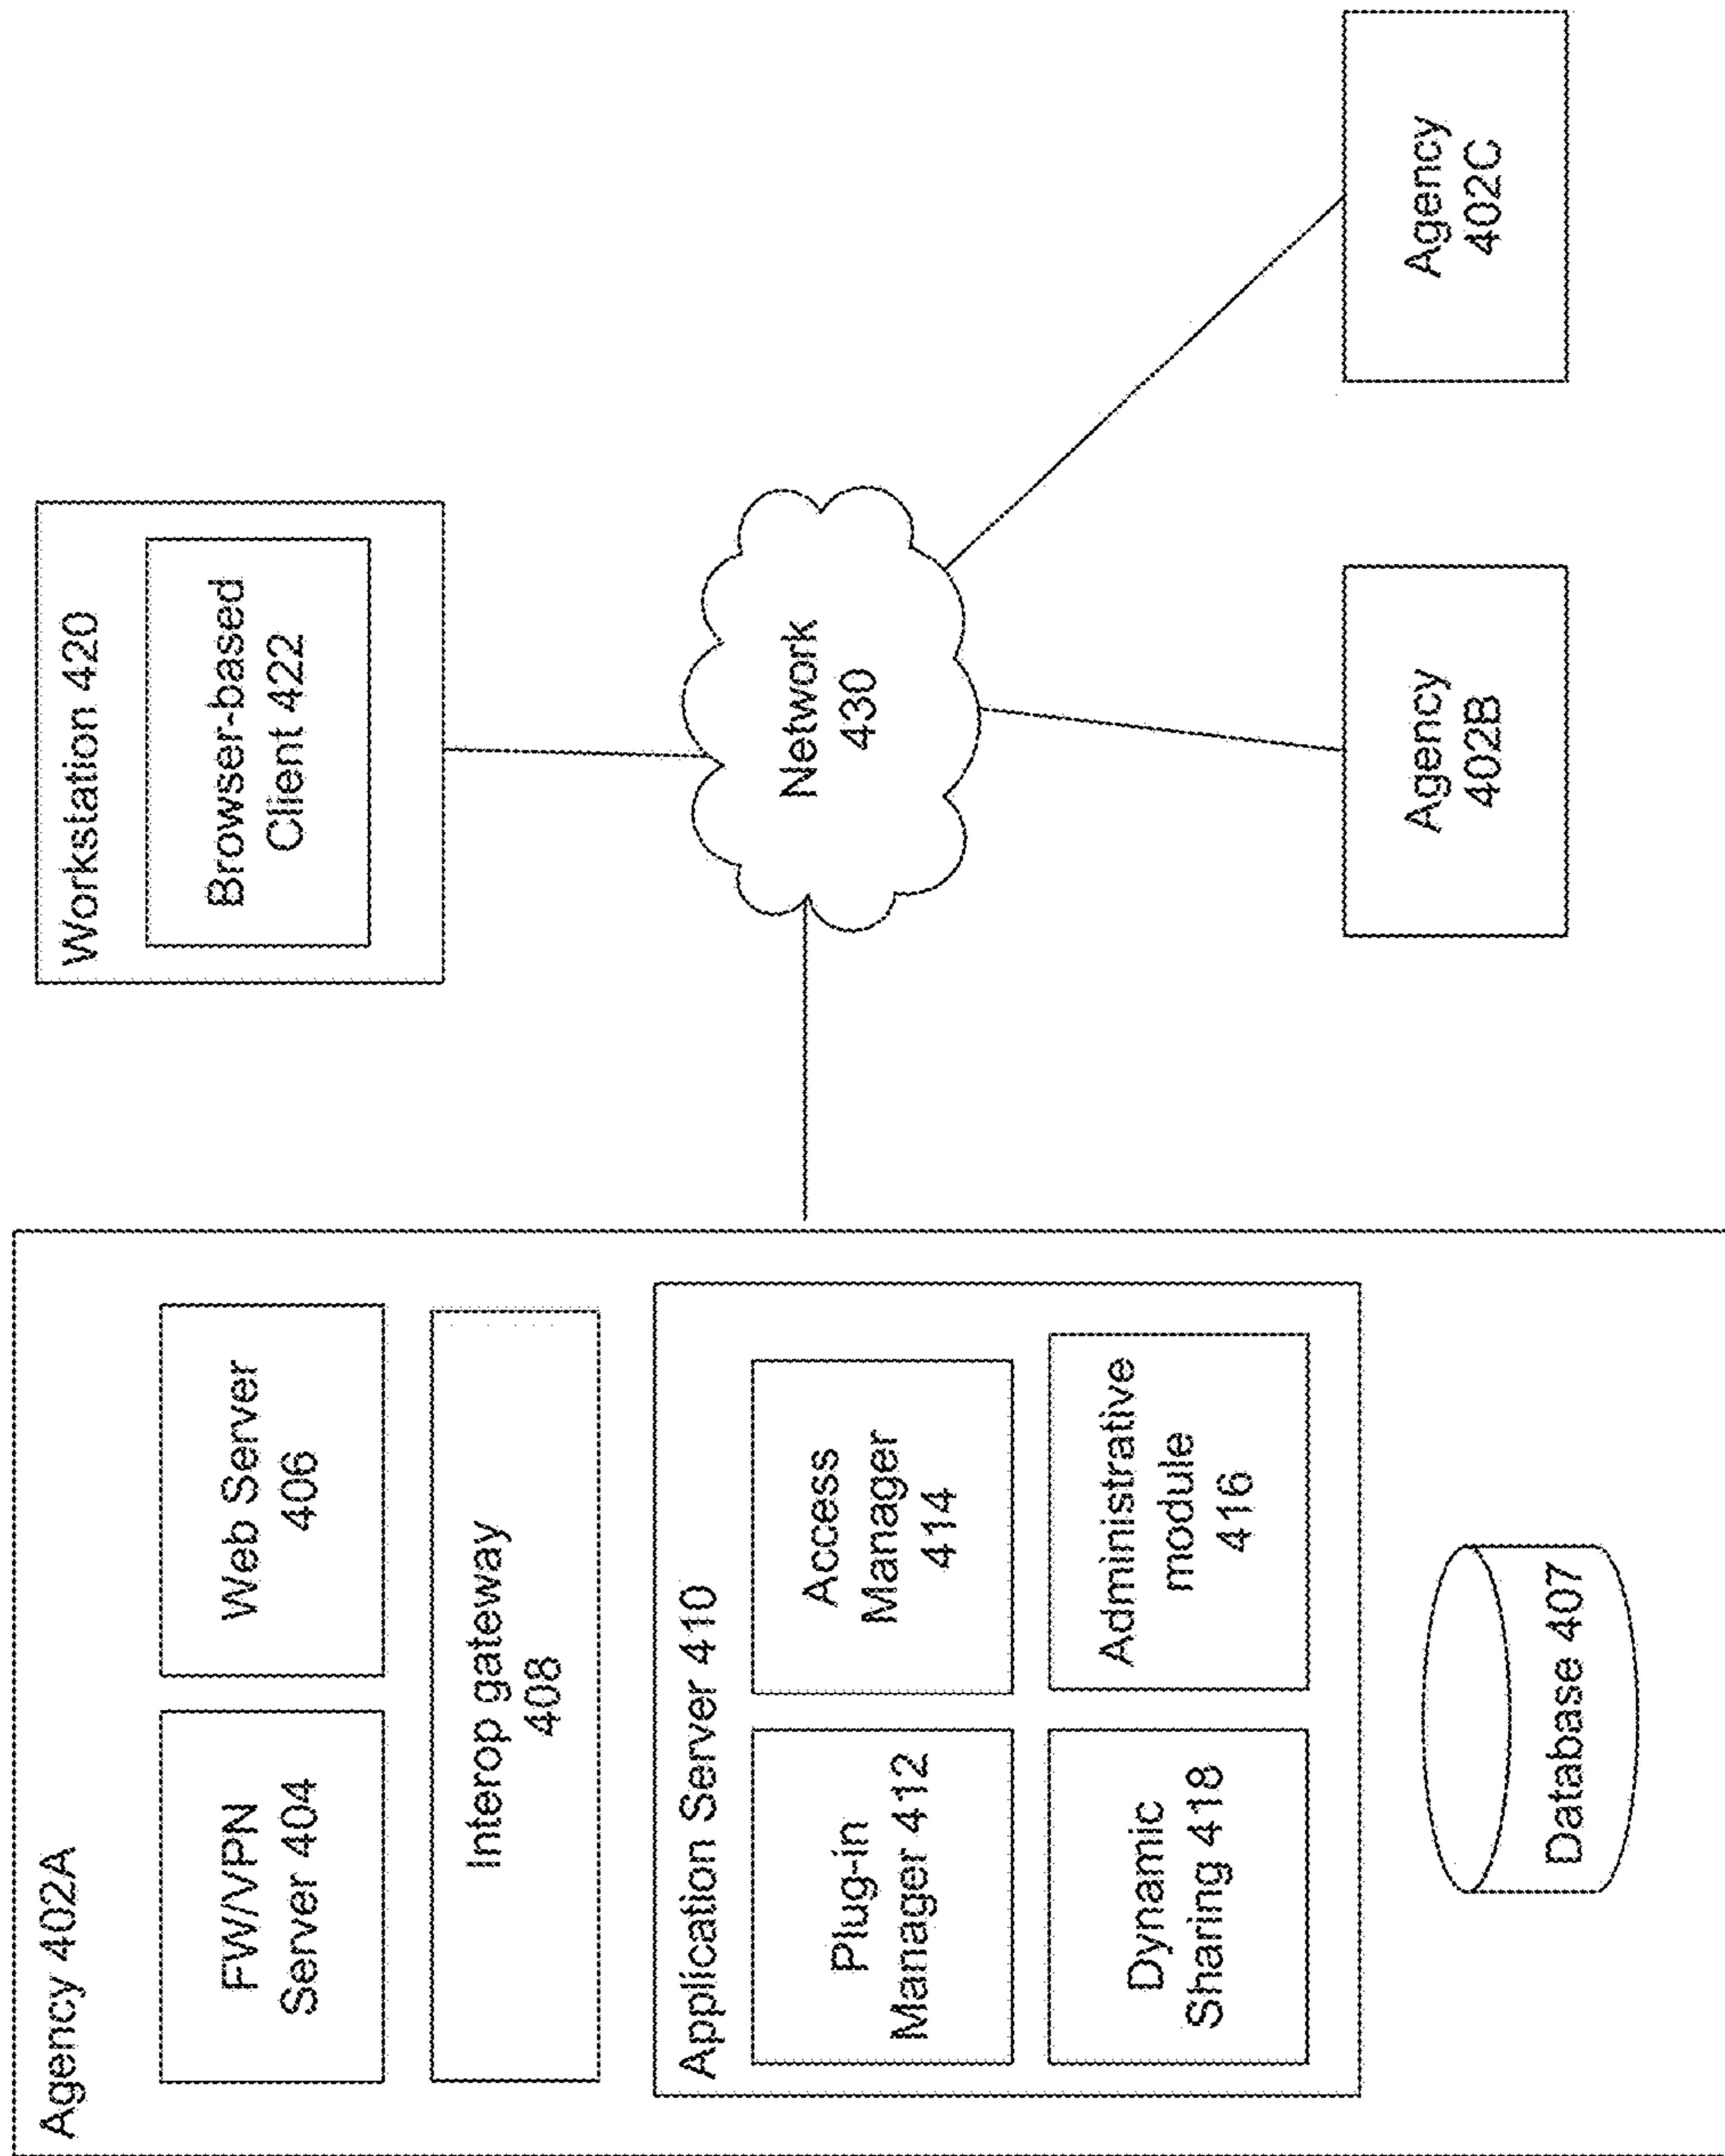 Agency 402A
FW/VPN
Server 404
Web Server
406
Interop gateway
408
Application Server 410
Plug-in
Manager 412
Access
Manager
414
Dynamic
Sharing 418
Administrative
module
416
Database 407
Workstation 420
Browser-based
Client 422
Network
430
Agency
402B
Agency
402C